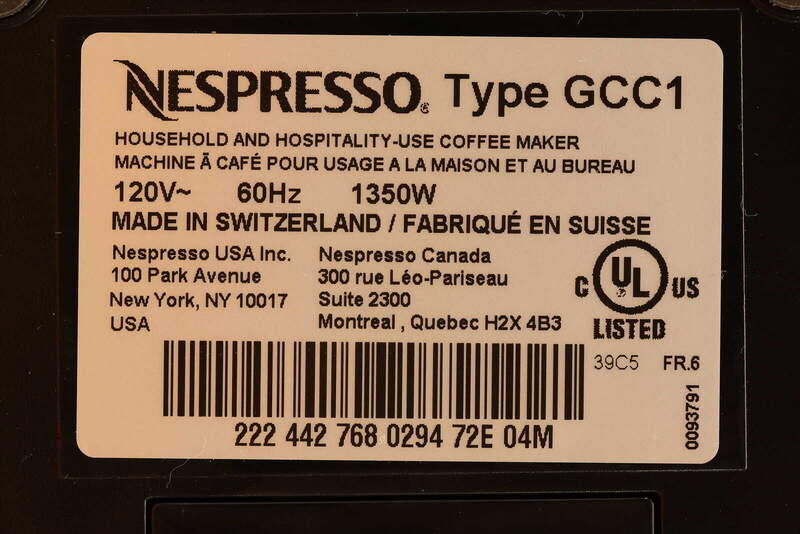 NESPRESSO® Type GCC1
HOUSEHOLD AND HOSPITALITY-USE COFFEE MAKER
MACHINE Ã CAFÉ POUR USAGE A LA MAISON ET AU BUREAU
120V~ 60Hz 1350W
MADE IN SWITZERLAND / FABRIQUÉ EN SUISSE
Nespresso USA Inc.
100 Park Avenue
New York, NY 10017
USA
Nespresso Canada
300 rue Léo-Pariseau
Suite 2300
Montreal , Quebec H2X 4B3
C UL® US
LISTED
39C5 FR.6
222 442 768 0294 72E 04M
0093791